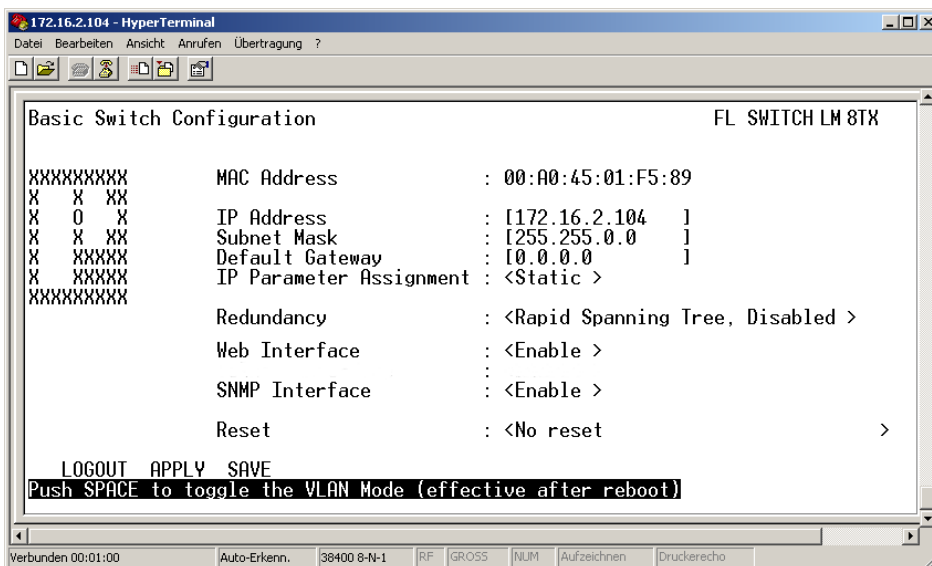 172.16.2.104 - HyperTerminal
Datei Bearbeiten Ansicht Anrufen Übertragung ?
Basic Switch Configuration FL SWITCH LM 8TX
XXXXXXXXX MAC Address : 00:A0:45:01:F5:89
X X XX
X O X IP Address : [172.16.2.104 ]
X X XX Subnet Mask : [255.255.0.0 ]
X XXXXX Default Gateway : [0.0.0.0 ]
X XXXXX IP Parameter Assignment : <Static >
XXXXXXXXX
Redundancy : <Rapid Spanning Tree, Disabled >
Web Interface : <Enable >
:
SNMP Interface : <Enable >
Reset : <No reset >
LOGOUT APPLY SAVE
Push SPACE to toggle the VLAN Mode (effective after reboot)
Verbunden 00:01:00 Auto-Erkenn. 38400 8-N-1 RF GROSS NUM Aufzeichnen Druckerecho